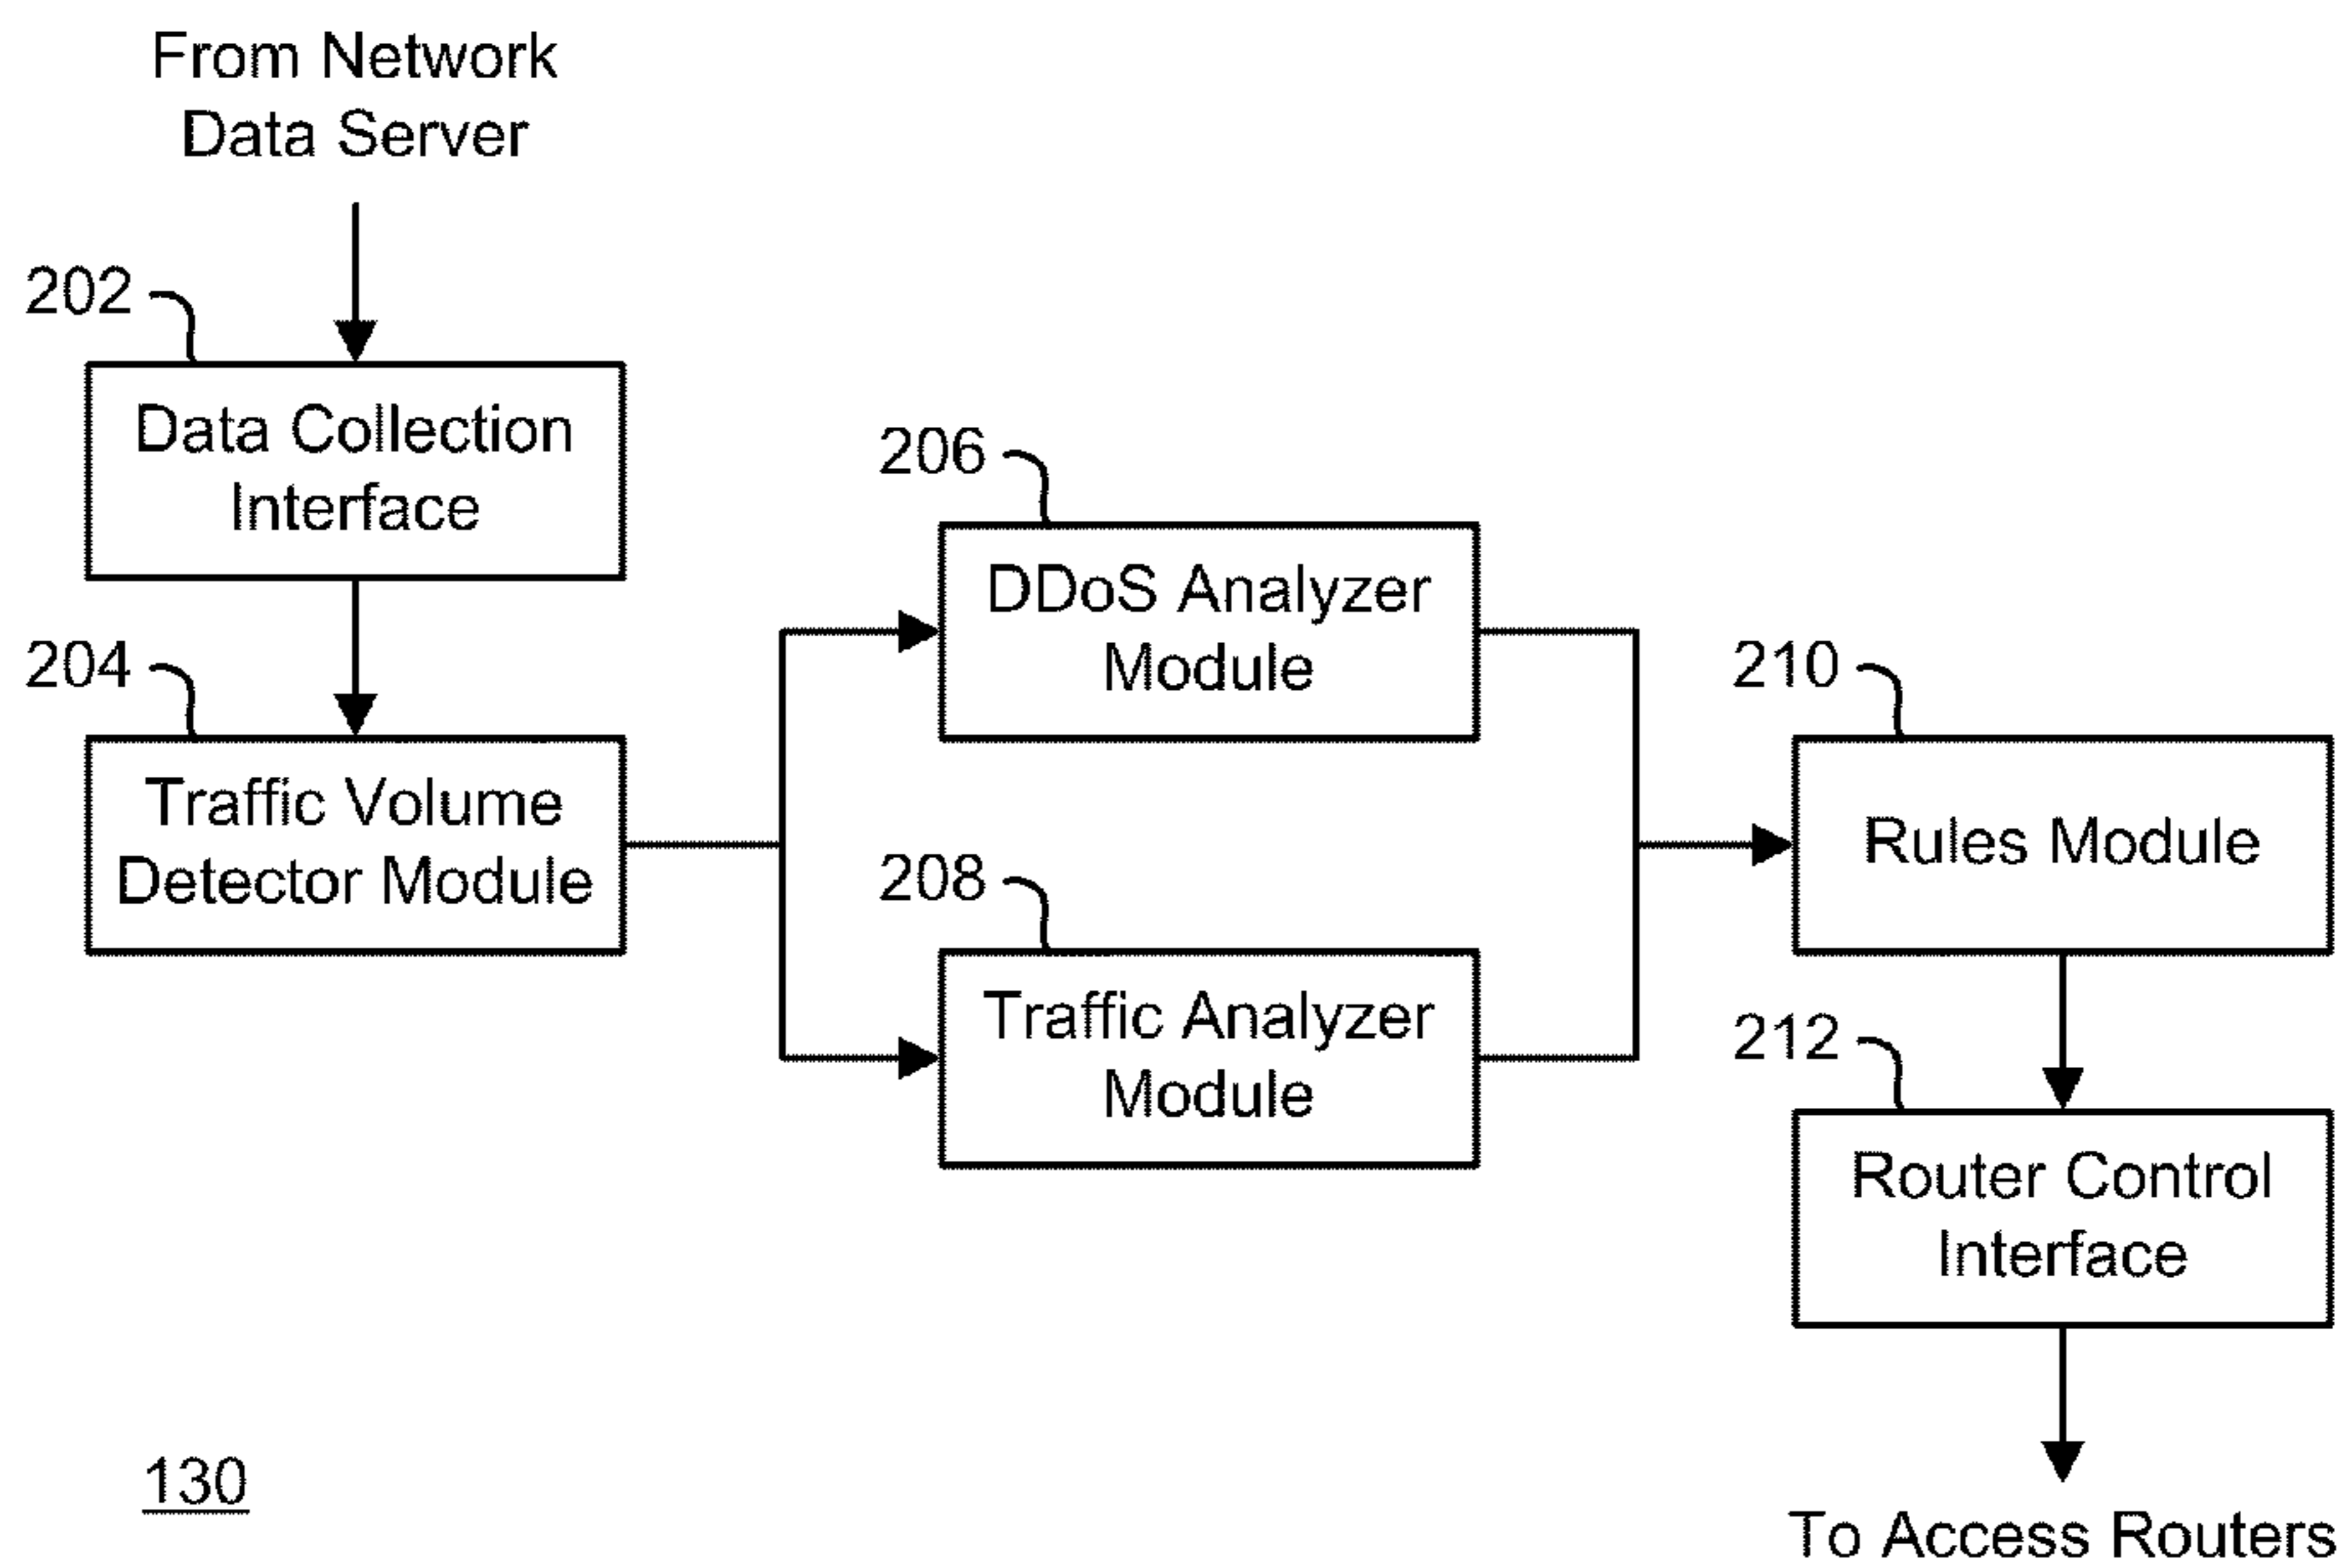 From Network
Data Server
202
Data Collection
Interface
204
Traffic Volume
Detector Module
206
DDoS Analyzer
Module
208
Traffic Analyzer
Module
210
Rules Module
212
Router Control
Interface
To Access Routers
130